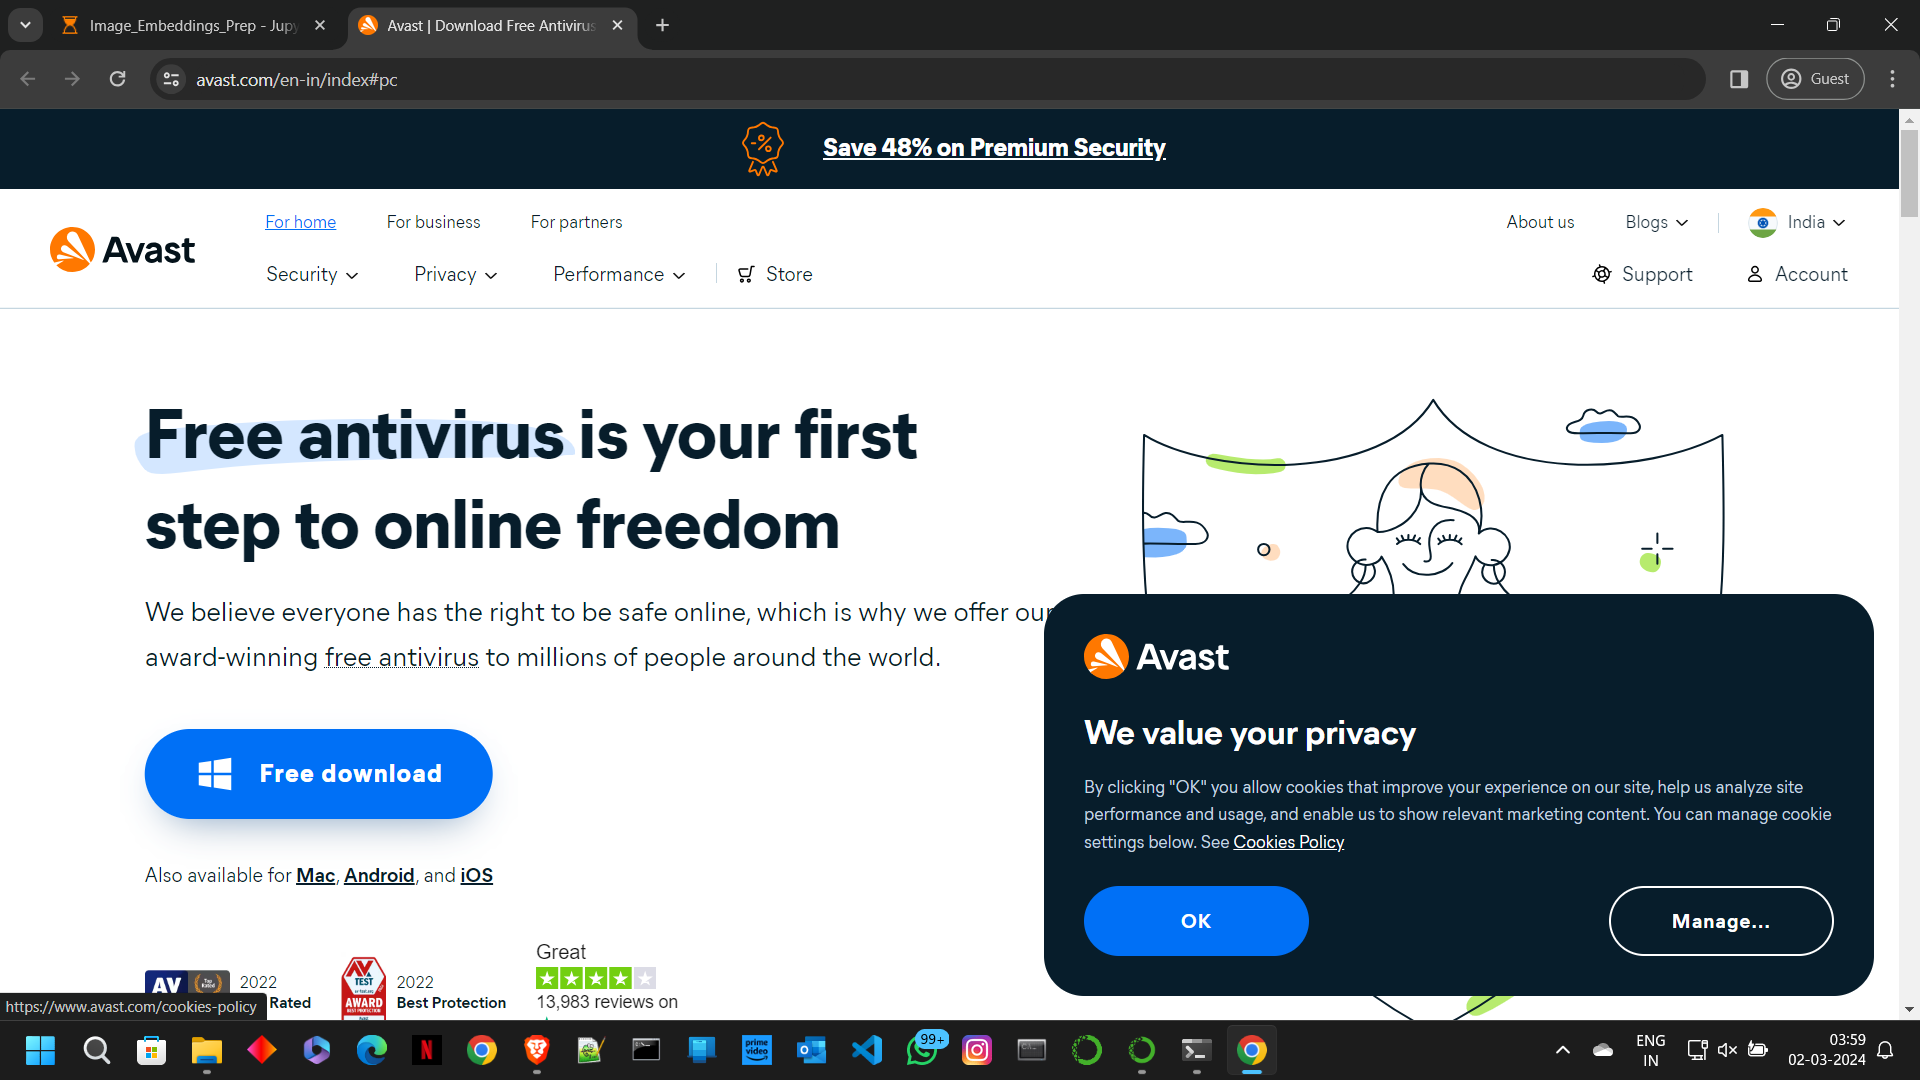 Image_Embeddings_Prep - Jupy
Avast | Download Free Antivirus
avast.com/en-in/index#pc
Guest
Save 48% on Premium Security
For home
For business
For partners
About us
Blogs
India
Avast
Security
Privacy
Performance
Store
Support
Account
Free antivirus is your first
step to online freedom
We believe everyone has the right to be safe online, which is why we offer our
award-winning free antivirus to millions of people around the world.
Free download
Also available for Mac, Android, and iOS
Avast
We value your privacy
By clicking "OK" you allow cookies that improve your experience on our site, help us analyze site
performance and usage, and enable us to show relevant marketing content. You can manage cookie
settings below. See Cookies Policy
OK
Manage...
AV
Top
Rated
2022
Rated
AV
TEST
AWARD
2022
Best Protection
Great
13,983 reviews on
https://www.avast.com/cookies-policy
prime
video
99+
ENG
IN
03:59
02-03-2024